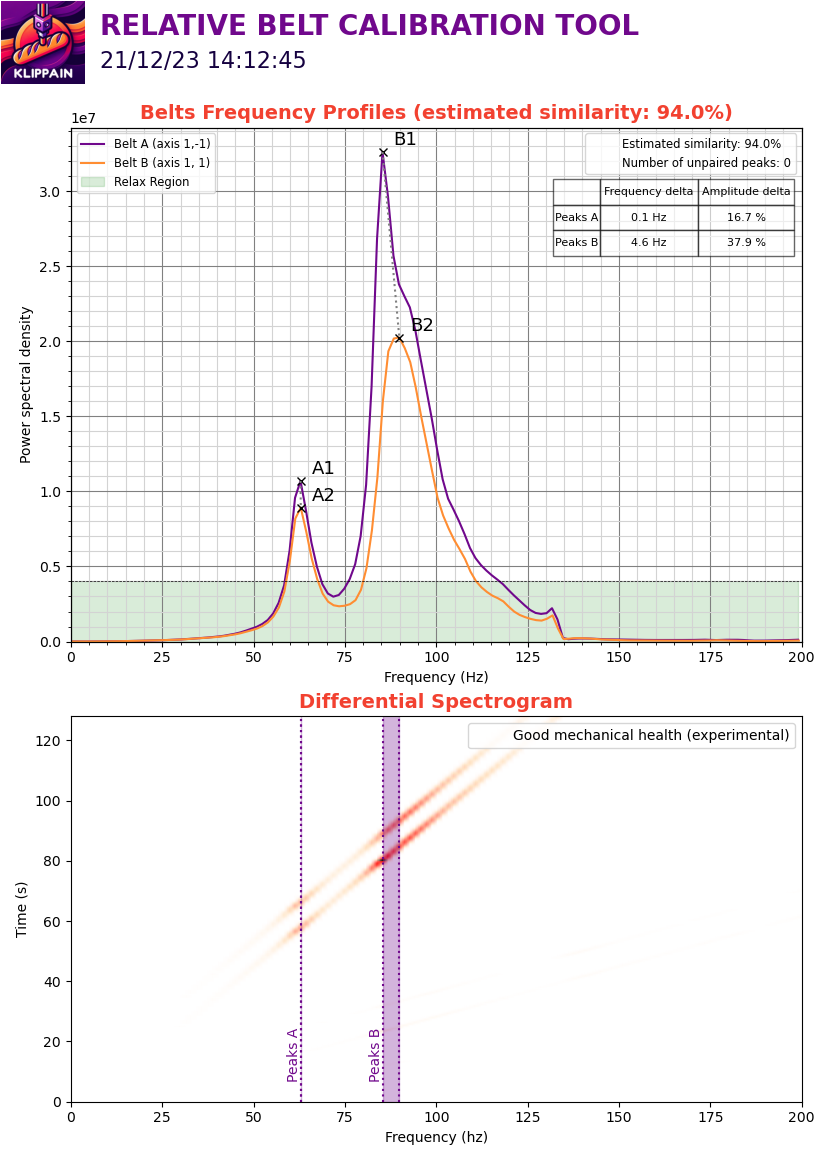 KLIPPAIN
RELATIVE BELT CALIBRATION TOOL
21/12/23 14:12:45
Belts Frequency Profiles (estimated similarity: 94.0%)
1e7
Belt A (axis 1,-1)
Belt B (axis 1, 1)
Relax Region
Estimated similarity: 94.0%
Number of unpaired peaks: 0
Frequency delta Amplitude delta
Peaks A 0.1 Hz 16.7 %
Peaks B 4.6 Hz 37.9 %
B1
B2
A1
A2
3.0
2.5
2.0
1.5
1.0
0.5
0.0
Power spectral density
0 25 50 75 100 125 150 175 200
Frequency (Hz)
Differential Spectrogram
Good mechanical health (experimental)
120
100
80
60
40
20
0
Time (s)
Peaks A
Peaks B
0 25 50 75 100 125 150 175 200
Frequency (hz)